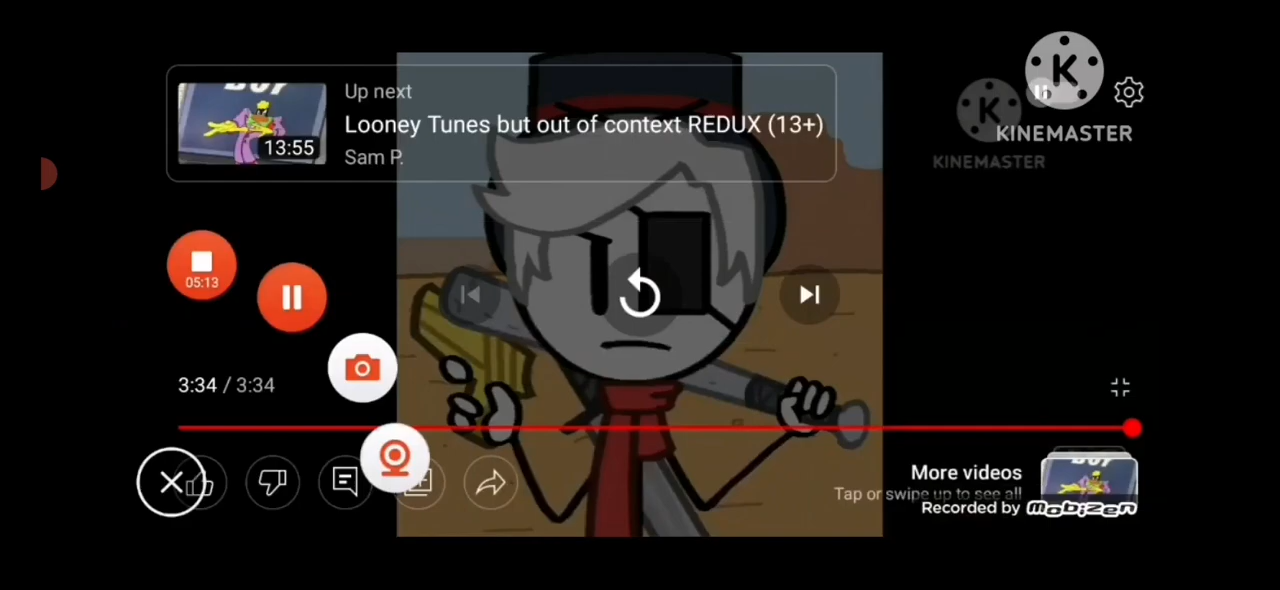 BOY
Up next
Looney Tunes but out of context REDUX (13+)
13:55
Sam P.
K
KINEMASTER
K
KINEMASTER
05:13
3:34 / 3:34
More videos
Tap or swipe up to see all
Recorded by mobizen